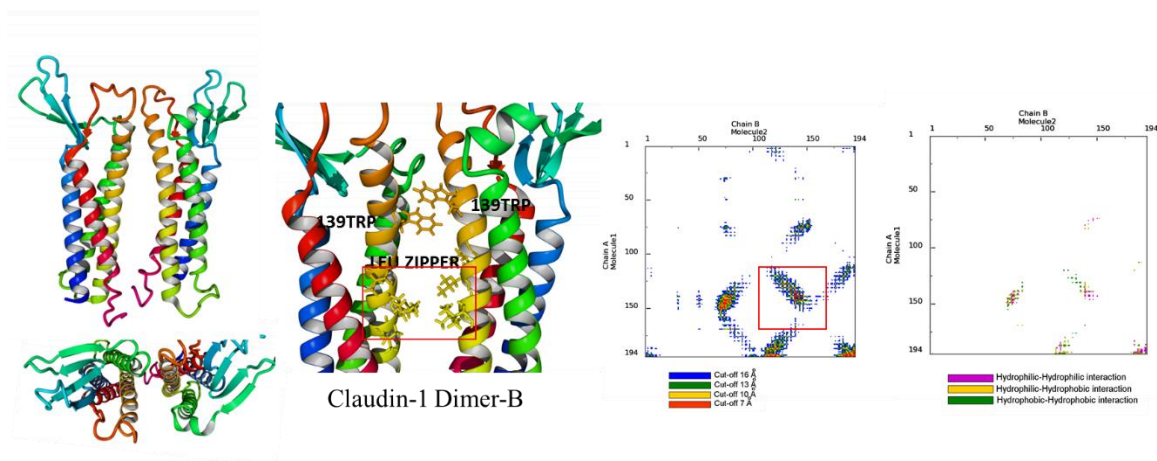 139TRP
139TRP
LEU ZIPPER
Claudin-1 Dimer-B
Chain B
Molecule2
1 50 100 150 194
Chain A
Molecule1
1
50
100
150
194
Cut-off 16 Å
Cut-off 13 Å
Cut-off 10 Å
Cut-off 7 Å
Chain B
Molecule2
1 50 100 150 194
Chain A
Molecule1
1
50
100
150
194
Hydrophilic-Hydrophilic interaction
Hydrophilic-Hydrophobic interaction
Hydrophobic-Hydrophobic interaction